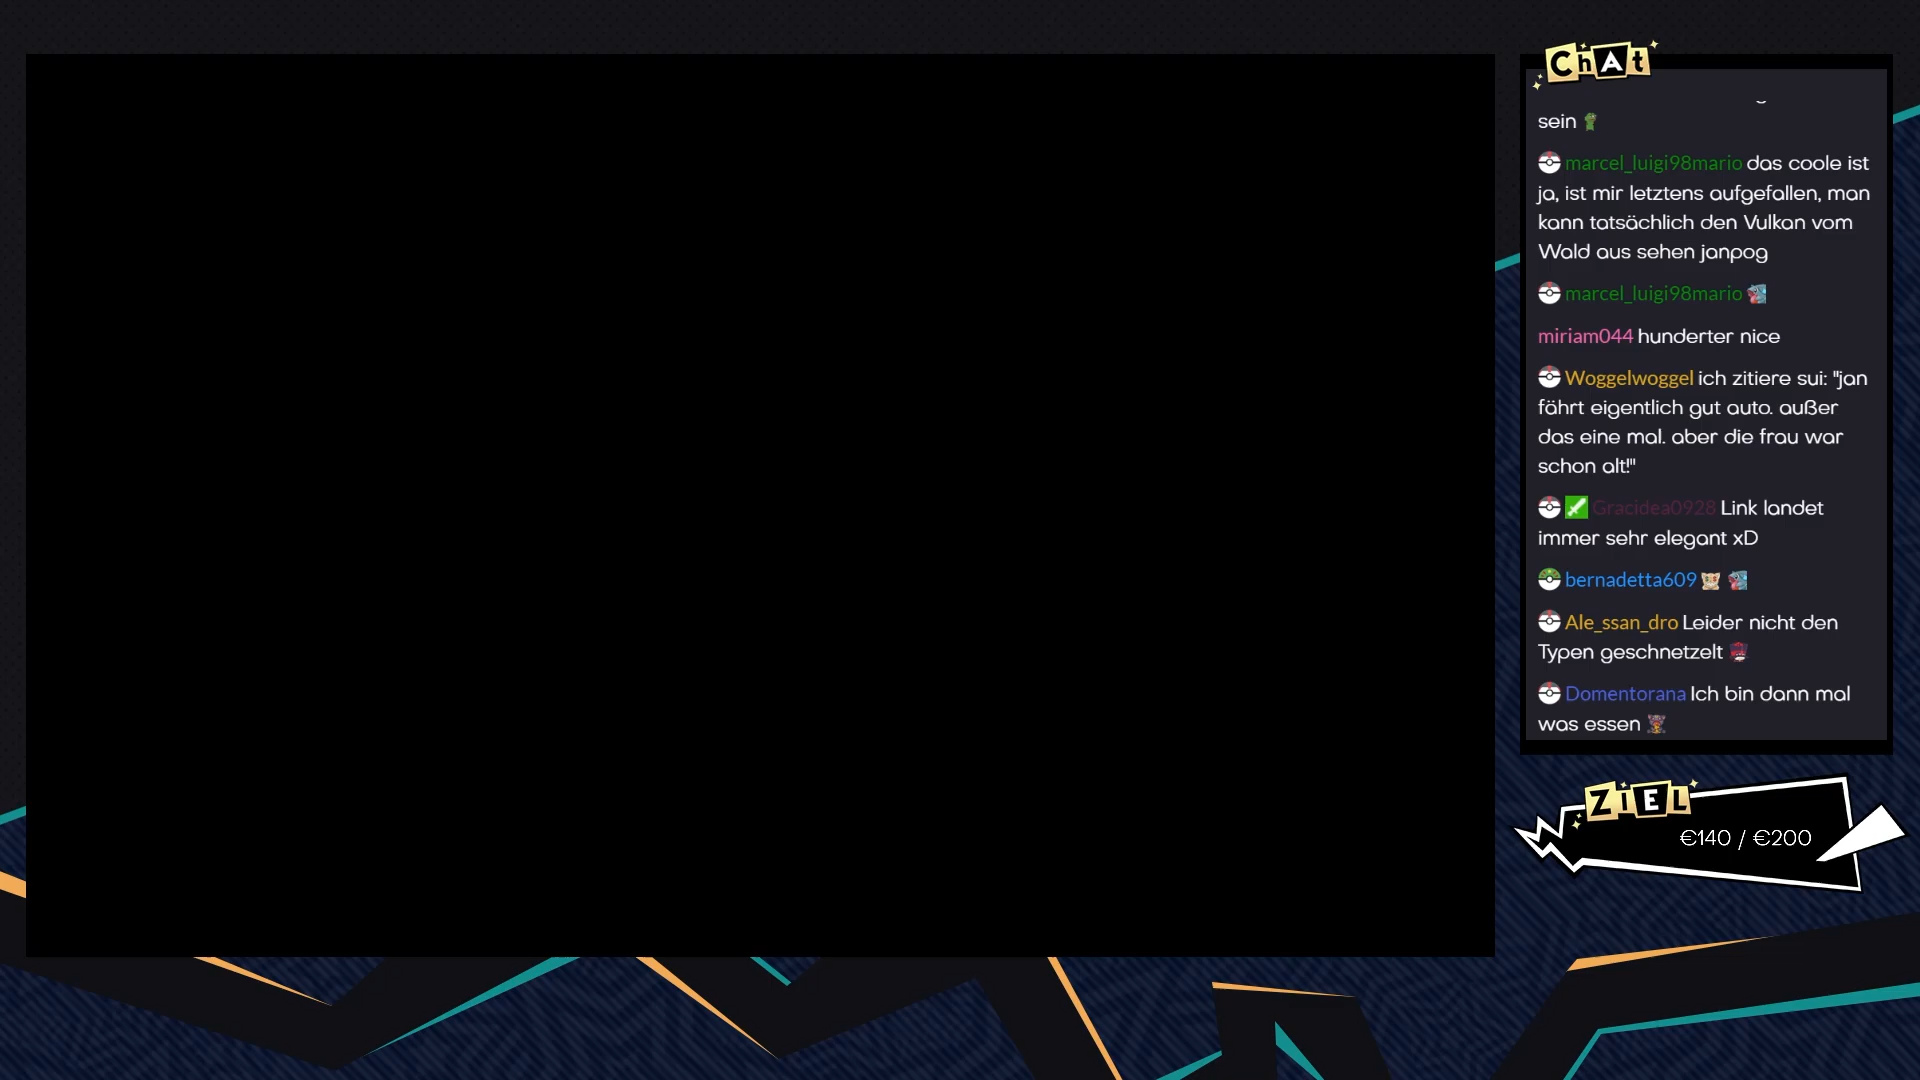 ChAt
sein
marcel_luigi98mario das coole ist
ja, ist mir letztens aufgefallen, man
kann tatsächlich den Vulkan vom
Wald aus sehen janpog
marcel_luigi98mario
miriam044 hunderter nice
Woggelwoggel ich zitiere sui: "jan
fährt eigentlich gut auto. außer
das eine mal. aber die frau war
schon alt!"
Gracidea0928 Link landet
immer sehr elegant xD
bernadetta609
Ale_ssan_dro Leider nicht den
Typen geschnetzelt
Domentorana Ich bin dann mal
was essen
ZiEL
€140 / €200